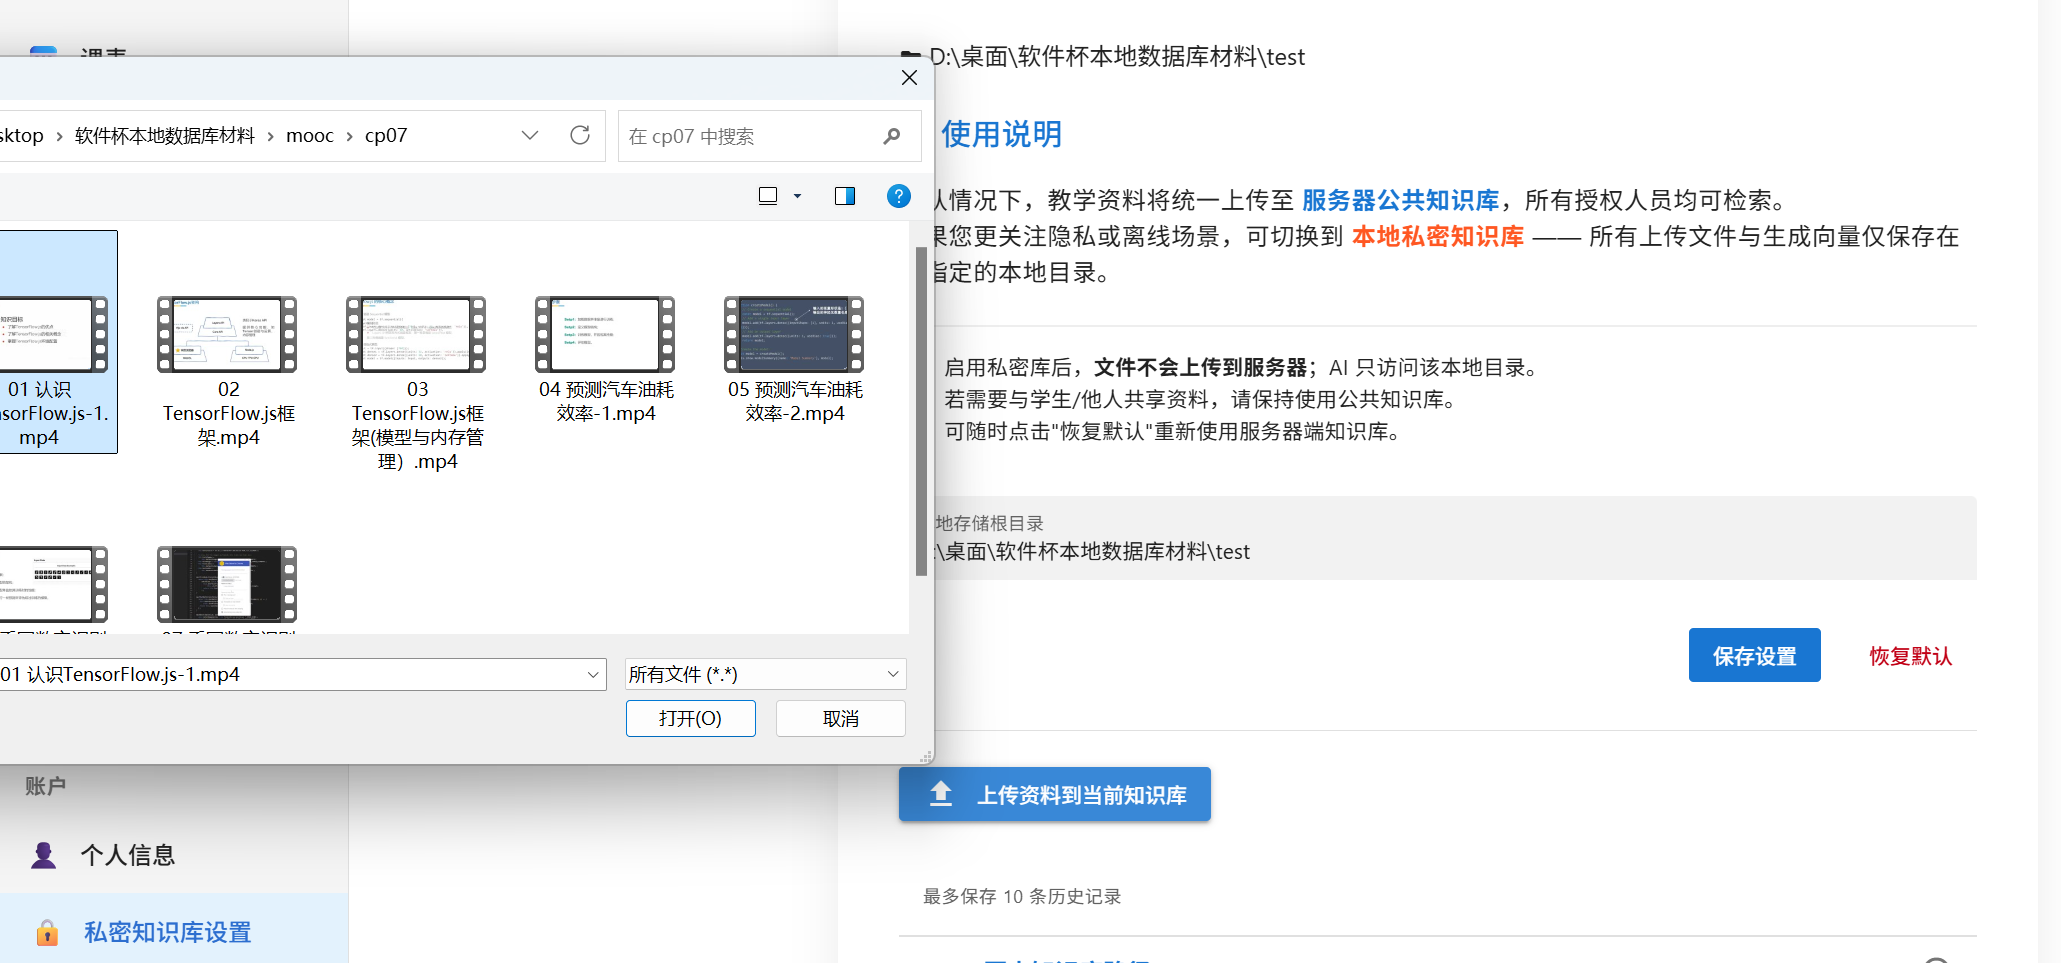 课表
D:\桌面\软件杯本地数据库材料\test
sktop › 软件杯本地数据库材料 › mooc › cp07
在 cp07 中搜索
使用说明
认情况下，教学资料将统一上传至 服务器公共知识库，所有授权人员均可检索。
果您更关注隐私或离线场景，可切换到 本地私密知识库 —— 所有上传文件与生成向量仅保存在
指定的本地目录。
01 认识
nsorFlow.js-1.
mp4
02
TensorFlow.js框
架.mp4
03
TensorFlow.js框
架(模型与内存管
理）.mp4
04 预测汽车油耗
效率-1.mp4
05 预测汽车油耗
效率-2.mp4
启用私密库后，文件不会上传到服务器；AI 只访问该本地目录。
若需要与学生/他人共享资料，请保持使用公共知识库。
可随时点击"恢复默认"重新使用服务器端知识库。
地存储根目录
:\桌面\软件杯本地数据库材料\test
01 认识TensorFlow.js-1.mp4
所有文件 (*.*)
打开(O)
取消
保存设置
恢复默认
上传资料到当前知识库
账户
个人信息
私密知识库设置
最多保存 10 条历史记录